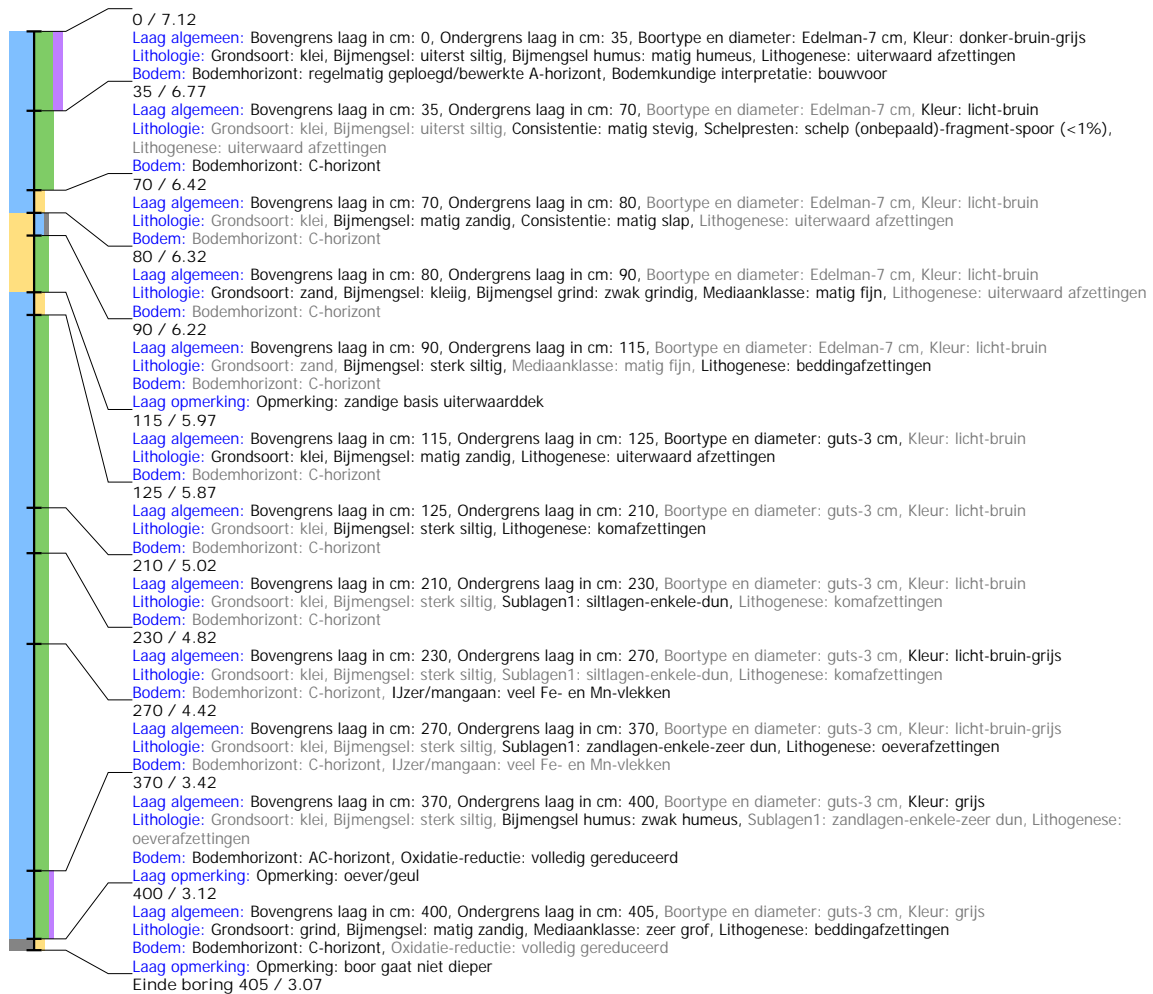 0 / 7.12
Laag algemeen: Bovengrens laag in cm: 0, Ondergrens laag in cm: 35, Boortype en diameter: Edelman-7 cm, Kleur: donker-bruin-grijs
Lithologie: Grondsoort: klei, Bijmengsel: uiterst siltig, Bijmengsel humus: matig humeus, Lithogenese: uiterwaard afzettingen
Bodem: Bodemhorizont: regelmatig geploegd/bewerkte A-horizont, Bodemkundige interpretatie: bouwvoor
35 / 6.77
Laag algemeen: Bovengrens laag in cm: 35, Ondergrens laag in cm: 70, Boortype en diameter: Edelman-7 cm, Kleur: licht-bruin
Lithologie: Grondsoort: klei, Bijmengsel: uiterst siltig, Consistentie: matig stevig, Schelpresten: schelp (onbepaald)-fragment-spoor (<1%),
Lithogenese: uiterwaard afzettingen
Bodem: Bodemhorizont: C-horizont
70 / 6.42
Laag algemeen: Bovengrens laag in cm: 70, Ondergrens laag in cm: 80, Boortype en diameter: Edelman-7 cm, Kleur: licht-bruin
Lithologie: Grondsoort: klei, Bijmengsel: matig zandig, Consistentie: matig slap, Lithogenese: uiterwaard afzettingen
Bodem: Bodemhorizont: C-horizont
80 / 6.32
Laag algemeen: Bovengrens laag in cm: 80, Ondergrens laag in cm: 90, Boortype en diameter: Edelman-7 cm, Kleur: licht-bruin
Lithologie: Grondsoort: zand, Bijmengsel: kleiig, Bijmengsel grind: zwak grindig, Mediaanklasse: matig fijn, Lithogenese: uiterwaard afzettingen
Bodem: Bodemhorizont: C-horizont
90 / 6.22
Laag algemeen: Bovengrens laag in cm: 90, Ondergrens laag in cm: 115, Boortype en diameter: Edelman-7 cm, Kleur: licht-bruin
Lithologie: Grondsoort: zand, Bijmengsel: sterk siltig, Mediaanklasse: matig fijn, Lithogenese: beddingafzettingen
Bodem: Bodemhorizont: C-horizont
Laag opmerking: Opmerking: zandige basis uiterwaarddek
115 / 5.97
Laag algemeen: Bovengrens laag in cm: 115, Ondergrens laag in cm: 125, Boortype en diameter: guts-3 cm, Kleur: licht-bruin
Lithologie: Grondsoort: klei, Bijmengsel: matig zandig, Lithogenese: uiterwaard afzettingen
Bodem: Bodemhorizont: C-horizont
125 / 5.87
Laag algemeen: Bovengrens laag in cm: 125, Ondergrens laag in cm: 210, Boortype en diameter: guts-3 cm, Kleur: licht-bruin
Lithologie: Grondsoort: klei, Bijmengsel: sterk siltig, Lithogenese: komafzettingen
Bodem: Bodemhorizont: C-horizont
210 / 5.02
Laag algemeen: Bovengrens laag in cm: 210, Ondergrens laag in cm: 230, Boortype en diameter: guts-3 cm, Kleur: licht-bruin
Lithologie: Grondsoort: klei, Bijmengsel: sterk siltig, Sublagen1: siltlagen-enkele-dun, Lithogenese: komafzettingen
Bodem: Bodemhorizont: C-horizont
230 / 4.82
Laag algemeen: Bovengrens laag in cm: 230, Ondergrens laag in cm: 270, Boortype en diameter: guts-3 cm, Kleur: licht-bruin-grijs
Lithologie: Grondsoort: klei, Bijmengsel: sterk siltig, Sublagen1: siltlagen-enkele-dun, Lithogenese: komafzettingen
Bodem: Bodemhorizont: C-horizont, IJzer/mangaan: veel Fe- en Mn-vlekken
270 / 4.42
Laag algemeen: Bovengrens laag in cm: 270, Ondergrens laag in cm: 370, Boortype en diameter: guts-3 cm, Kleur: licht-bruin-grijs
Lithologie: Grondsoort: klei, Bijmengsel: sterk siltig, Sublagen1: zandlagen-enkele-zeer dun, Lithogenese: oeverafzettingen
Bodem: Bodemhorizont: C-horizont, IJzer/mangaan: veel Fe- en Mn-vlekken
370 / 3.42
Laag algemeen: Bovengrens laag in cm: 370, Ondergrens laag in cm: 400, Boortype en diameter: guts-3 cm, Kleur: grijs
Lithologie: Grondsoort: klei, Bijmengsel: sterk siltig, Bijmengsel humus: zwak humeus, Sublagen1: zandlagen-enkele-zeer dun, Lithogenese:
oeverafzettingen
Bodem: Bodemhorizont: AC-horizont, Oxidatie-reductie: volledig gereduceerd
Laag opmerking: Opmerking: oever/geul
400 / 3.12
Laag algemeen: Bovengrens laag in cm: 400, Ondergrens laag in cm: 405, Boortype en diameter: guts-3 cm, Kleur: grijs
Lithologie: Grondsoort: grind, Bijmengsel: matig zandig, Mediaanklasse: zeer grof, Lithogenese: beddingafzettingen
Bodem: Bodemhorizont: C-horizont, Oxidatie-reductie: volledig gereduceerd
Laag opmerking: Opmerking: boor gaat niet dieper
Einde boring 405 / 3.07